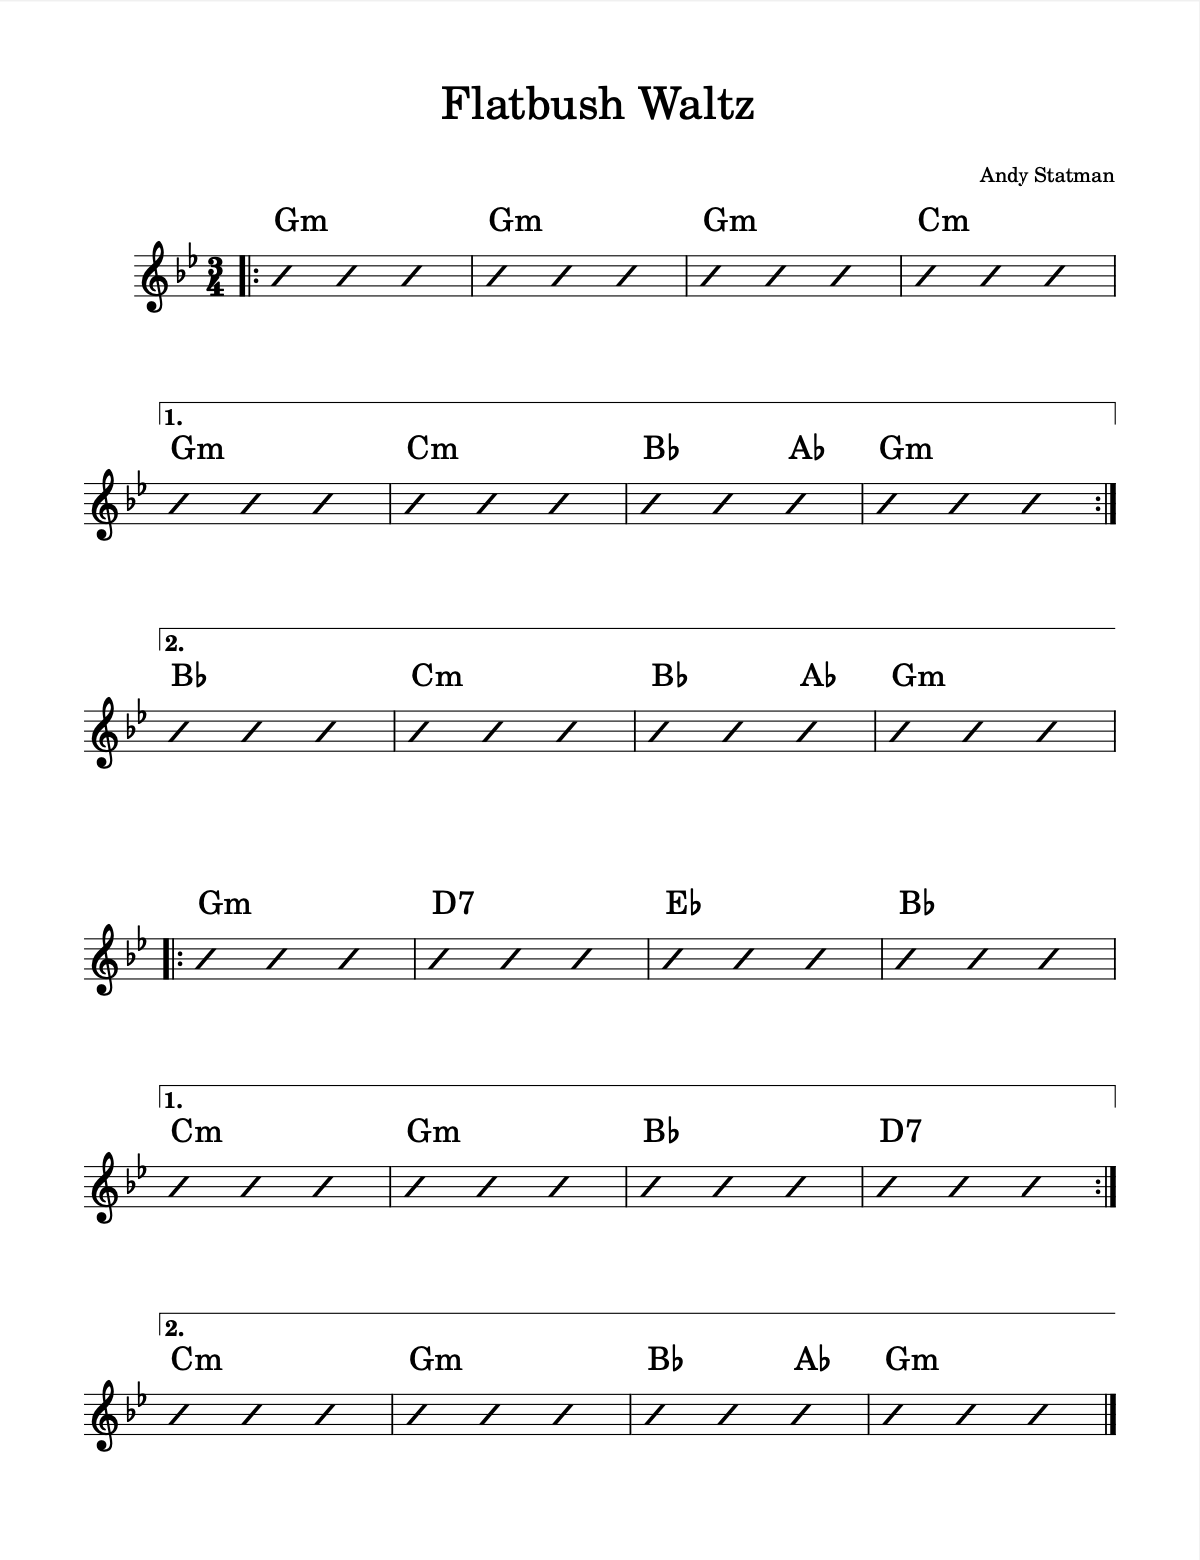 Flatbush Waltz
Andy Statman
Gm Gm Gm Cm
3
4
1.
Gm Cm B♭ A♭ Gm
2.
B♭ Cm B♭ A♭ Gm
Gm D7 E♭ B♭
1.
Cm Gm B♭ D7
2.
Cm Gm B♭ A♭ Gm